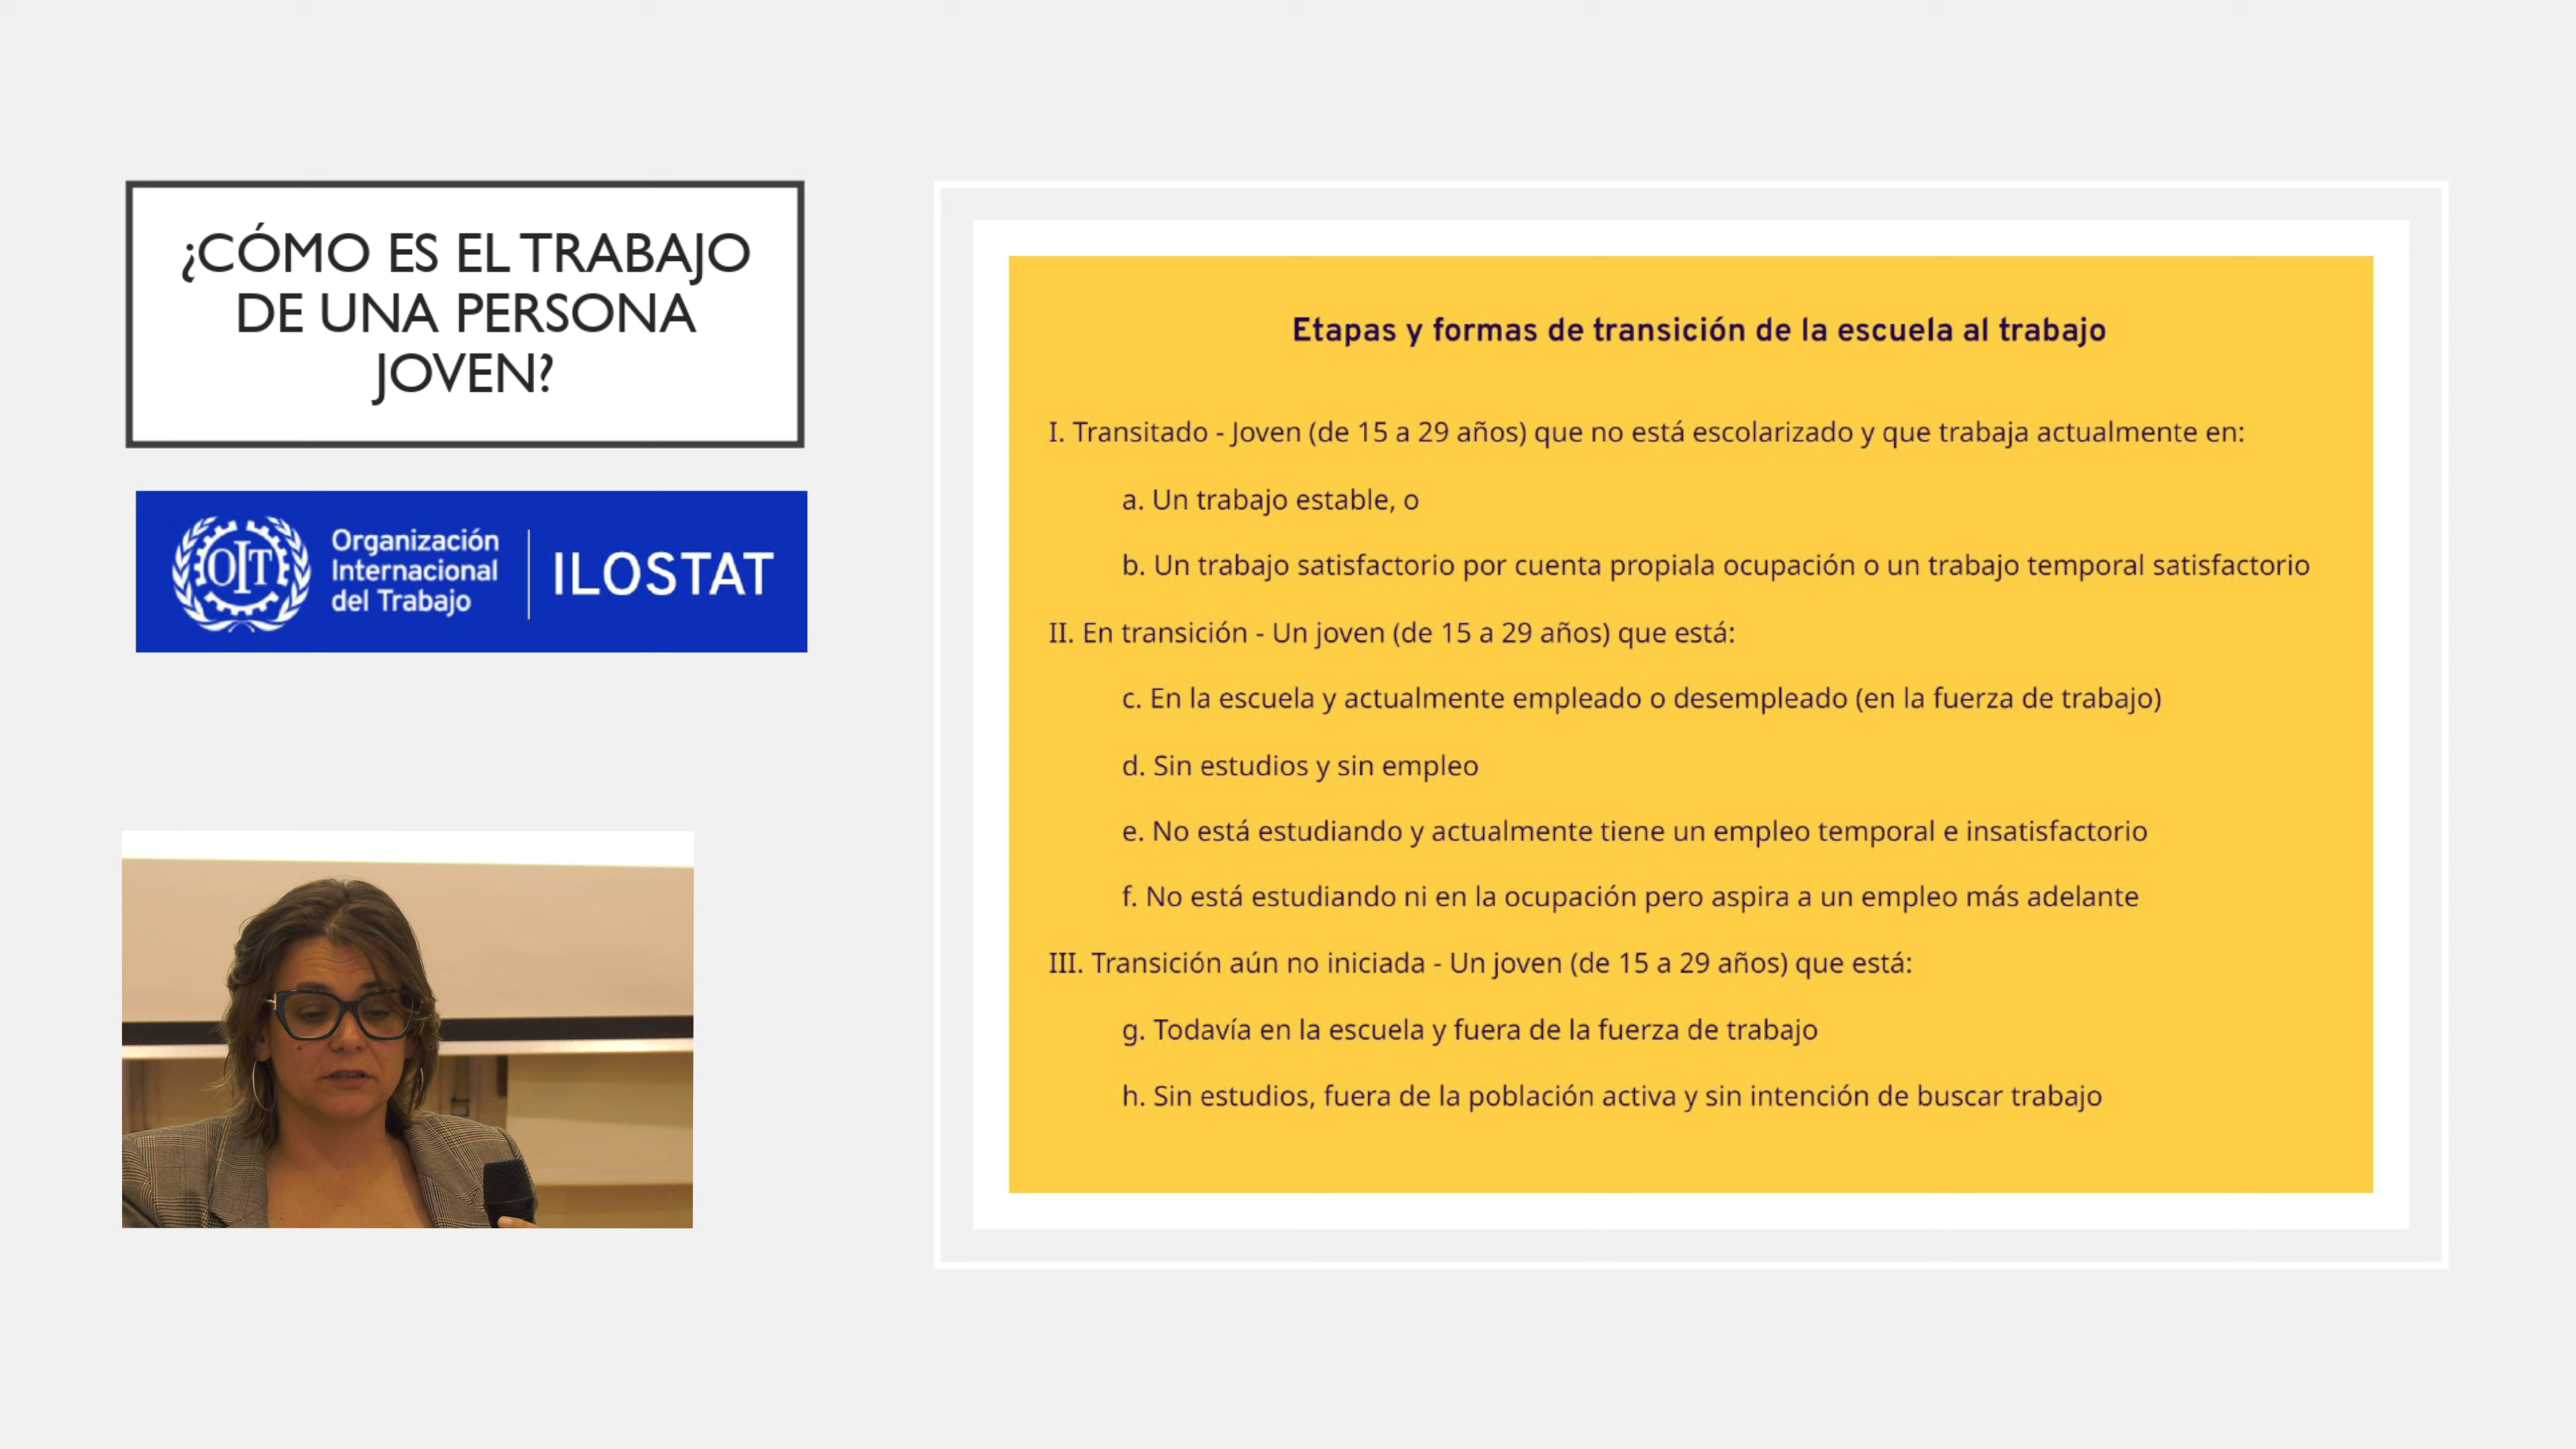 ¿CÓMO ES EL TRABAJO
DE UNA PERSONA
JOVEN?
OIT
Organización
Internacional
del Trabajo
ILOSTAT
Etapas y formas de transición de la escuela al trabajo
I. Transitado - Joven (de 15 a 29 años) que no está escolarizado y que trabaja actualmente en:
a. Un trabajo estable, o
b. Un trabajo satisfactorio por cuenta propiala ocupación o un trabajo temporal satisfactorio
II. En transición - Un joven (de 15 a 29 años) que está:
c. En la escuela y actualmente empleado o desempleado (en la fuerza de trabajo)
d. Sin estudios y sin empleo
e. No está estudiando y actualmente tiene un empleo temporal e insatisfactorio
f. No está estudiando ni en la ocupación pero aspira a un empleo más adelante
III. Transición aún no iniciada - Un joven (de 15 a 29 años) que está:
g. Todavía en la escuela y fuera de la fuerza de trabajo
h. Sin estudios, fuera de la población activa y sin intención de buscar trabajo